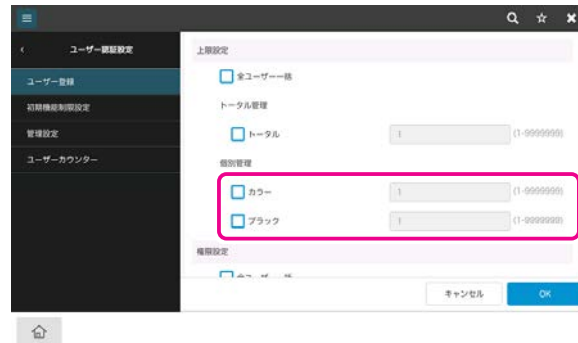 ユーザー認証設定
ユーザー登録
初期機能制限設定
管理設定
ユーザーカウンター
上限設定
全ユーザー一括
トータル管理
トータル 1 (1-9999999)
個別管理
カラー 1 (1-9999999)
ブラック 1 (1-9999999)
権限設定
キャンセル
OK